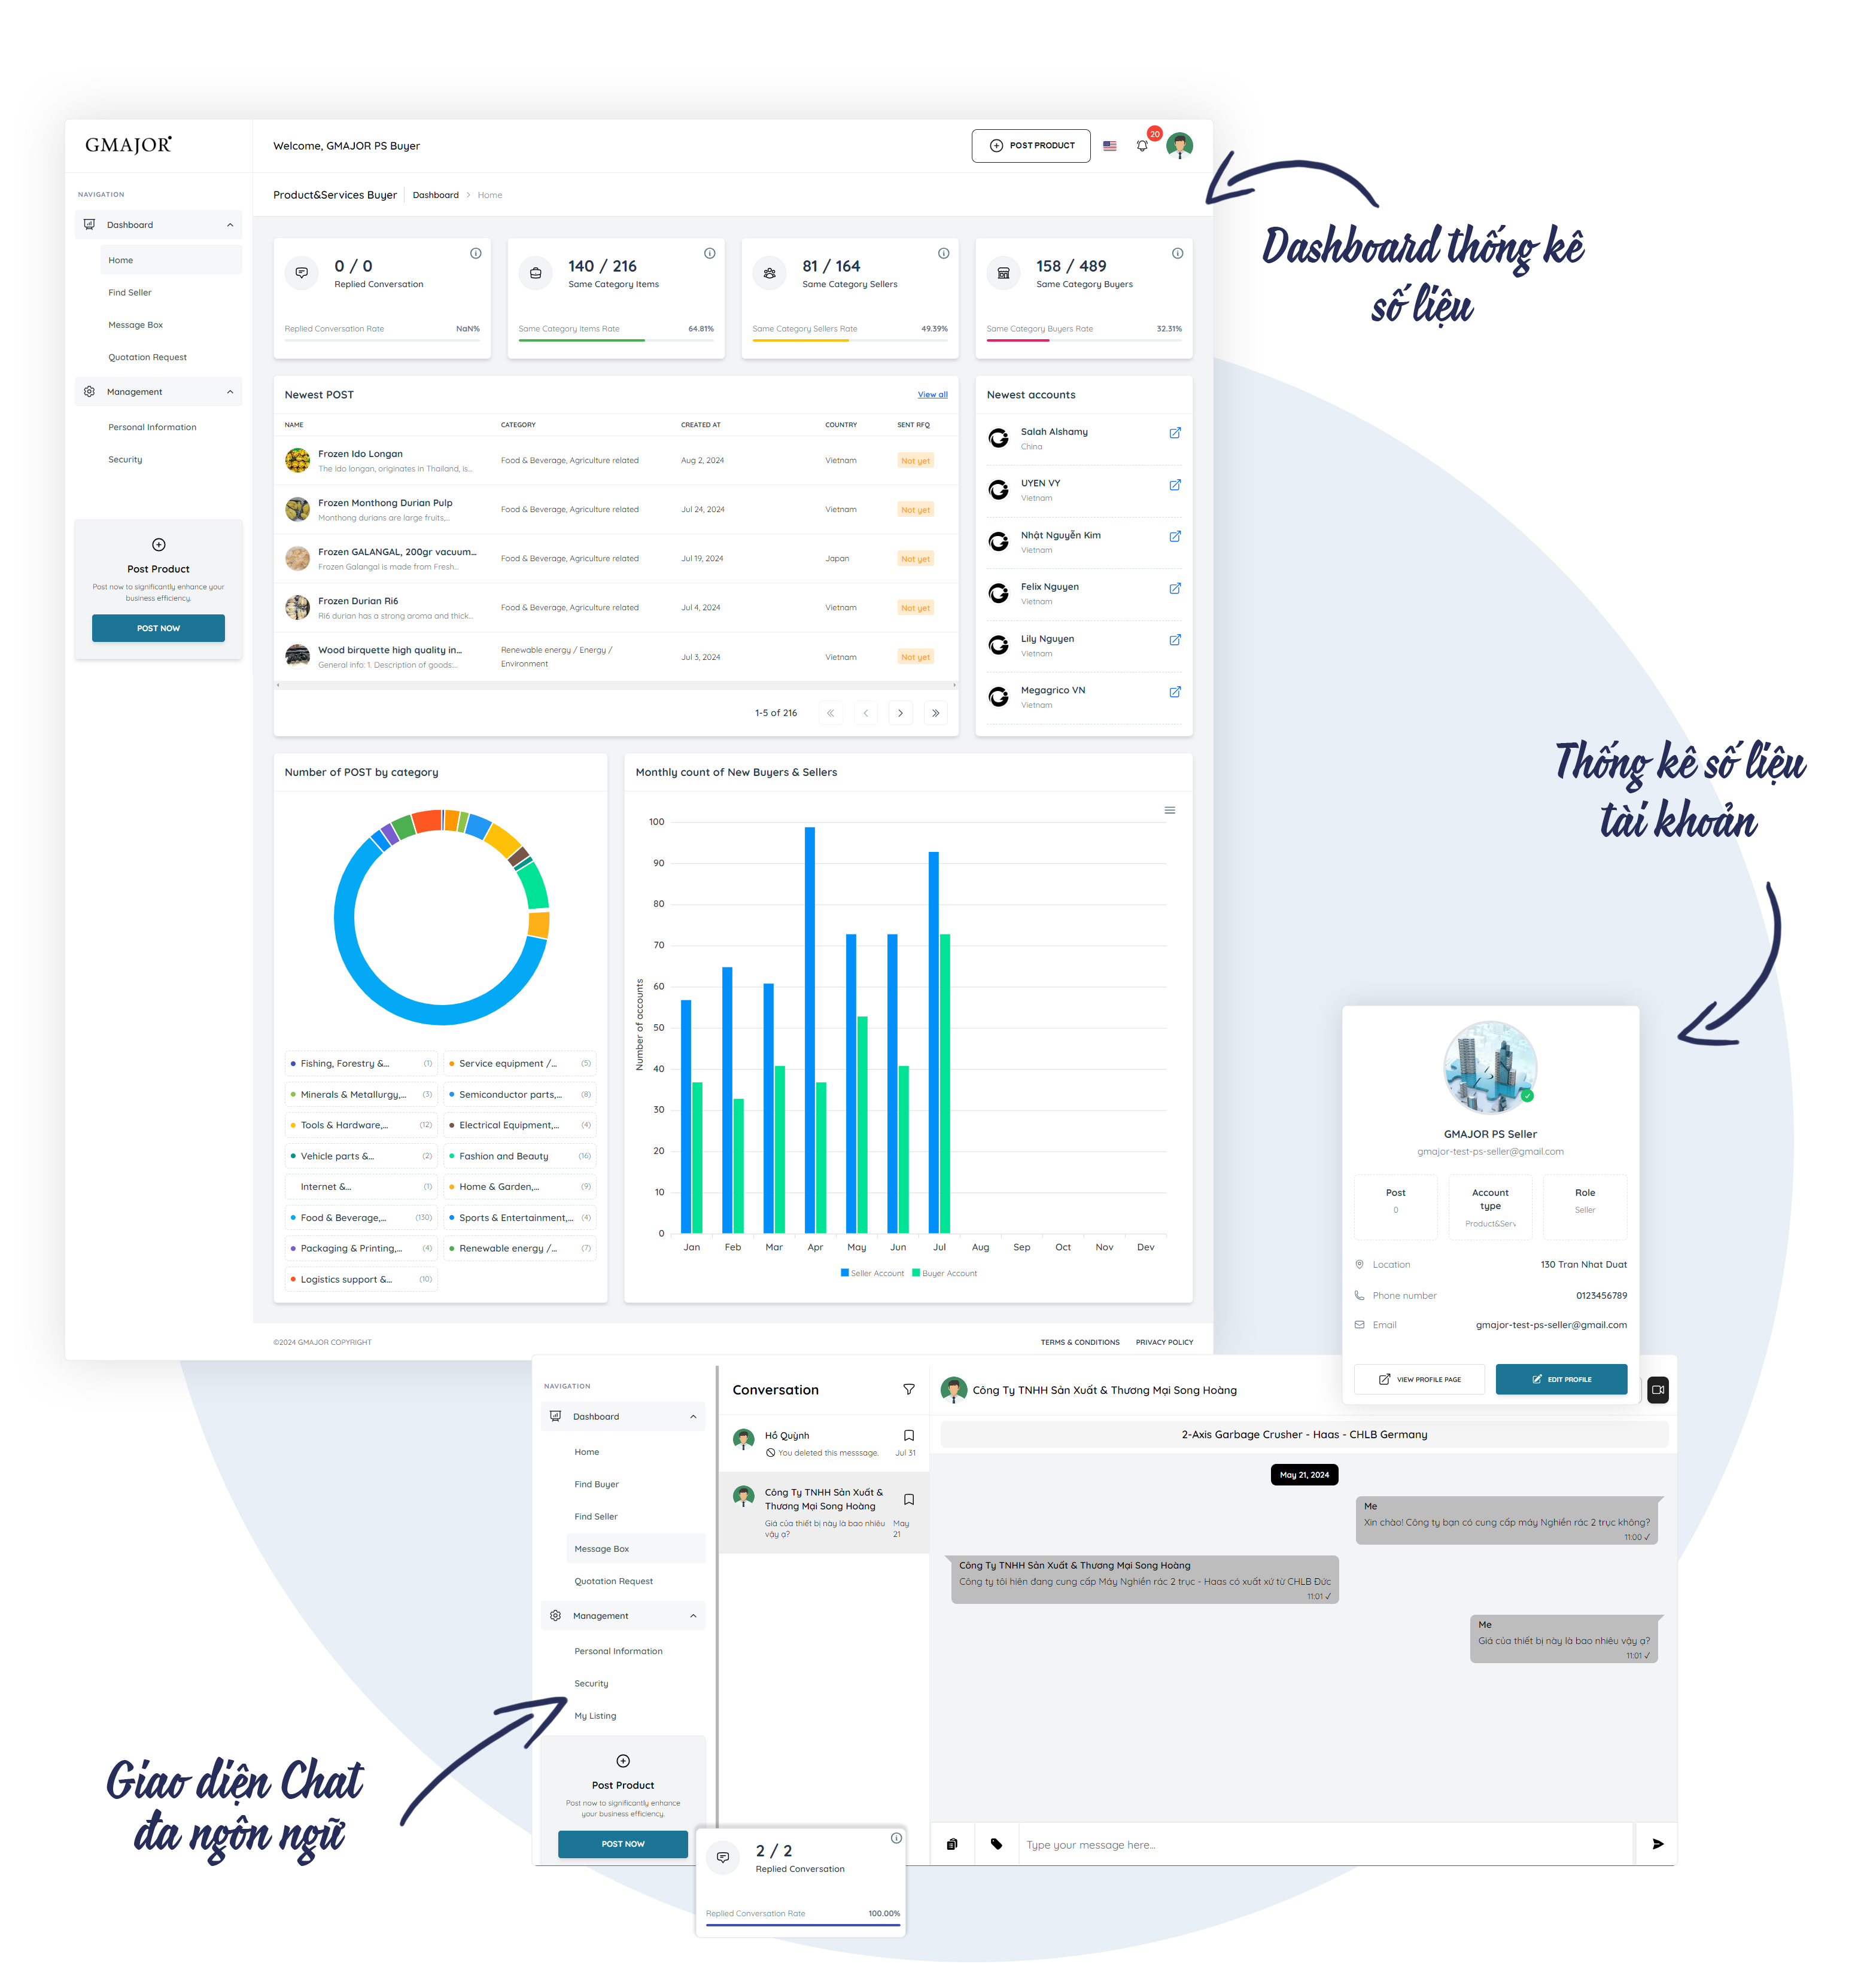 GMAJOR
Welcome, GMAJOR PS Buyer
POST PRODUCT
20
NAVIGATION
Dashboard
Home
Find Seller
Message Box
Quotation Request
Management
Personal Information
Security
Post Product
Post now to significantly enhance your
business efficiency.
POST NOW
Product&Services Buyer
Dashboard > Home
0 / 0
Replied Conversation
Replied Conversation Rate NaN%
140 / 216
Same Category Items
Same Category Items Rate 64.81%
81 / 164
Same Category Sellers
Same Category Sellers Rate 49.39%
158 / 489
Same Category Buyers
Same Category Buyers Rate 32.31%
Dashboard thống kê
số liệu
Newest POST View all
NAME CATEGORY CREATED AT COUNTRY SENT RFQ
Frozen Ido Longan
The Ido longan, originates in Thailand, is...
Food & Beverage, Agriculture related Aug 2, 2024 Vietnam Not yet
Frozen Monthong Durian Pulp
Monthong durians are large fruits,...
Food & Beverage, Agriculture related Jul 24, 2024 Vietnam Not yet
Frozen GALANGAL, 200gr vacuum...
Frozen Galangal is made from Fresh...
Food & Beverage, Agriculture related Jul 19, 2024 Japan Not yet
Frozen Durian Ri6
Ri6 durian has a strong aroma and thick...
Food & Beverage, Agriculture related Jul 4, 2024 Vietnam Not yet
Wood birquette high quality in...
General info: 1. Description of goods:...
Renewable energy / Energy /
Environment
Jul 3, 2024 Vietnam Not yet
1-5 of 216
Newest accounts
Salah Alshamy
China
UYEN VY
Vietnam
Nhật Nguyễn Kim
Vietnam
Felix Nguyen
Vietnam
Lily Nguyen
Vietnam
Megagrico VN
Vietnam
Number of POST by category
Fishing, Forestry &... (1)
Service equipment /... (5)
Minerals & Metallurgy,... (3)
Semiconductor parts,... (8)
Tools & Hardware,... (12)
Electrical Equipment,... (4)
Vehicle parts &... (2)
Fashion and Beauty (16)
Internet &... (1)
Home & Garden,... (9)
Food & Beverage,... (130)
Sports & Entertainment,... (4)
Packaging & Printing,... (4)
Renewable energy /... (7)
Logistics support &... (10)
Monthly count of New Buyers & Sellers
Number of accounts
100
90
80
70
60
50
40
30
20
10
0
Jan Feb Mar Apr May Jun Jul Aug Sep Oct Nov Dev
Seller Account Buyer Account
©2024 GMAJOR COPYRIGHT
TERMS & CONDITIONS PRIVACY POLICY
Thống kê số liệu
tài khoản
GMAJOR PS Seller
gmajor-test-ps-seller@gmail.com
Post
0
Account
type
Product&Serv
Role
Seller
Location 130 Tran Nhat Duat
Phone number 0123456789
Email gmajor-test-ps-seller@gmail.com
VIEW PROFILE PAGE
EDIT PROFILE
NAVIGATION
Dashboard
Home
Find Buyer
Find Seller
Message Box
Quotation Request
Management
Personal Information
Security
My Listing
Post Product
Post now to significantly enhance
your business efficiency.
POST NOW
Conversation
Hồ Quỳnh
You deleted this messsage. Jul 31
Công Ty TNHH Sản Xuất &
Thương Mại Song Hoàng
Giá của thiết bị này là bao nhiêu May
vậy ạ? 21
Công Ty TNHH Sản Xuất & Thương Mại Song Hoàng
2-Axis Garbage Crusher - Haas - CHLB Germany
May 21, 2024
Me
Xin chào! Công ty bạn có cung cấp máy Nghiền rác 2 trục không?
11:00 ✓
Công Ty TNHH Sản Xuất & Thương Mại Song Hoàng
Công ty tôi hiện đang cung cấp Máy Nghiền rác 2 trục - Haas có xuất xứ từ CHLB Đức
11:01 ✓
Me
Giá của thiết bị này là bao nhiêu vậy ạ?
11:01 ✓
Type your message here...
Giao diện Chat
đa ngôn ngữ
2 / 2
Replied Conversation
Replied Conversation Rate 100.00%